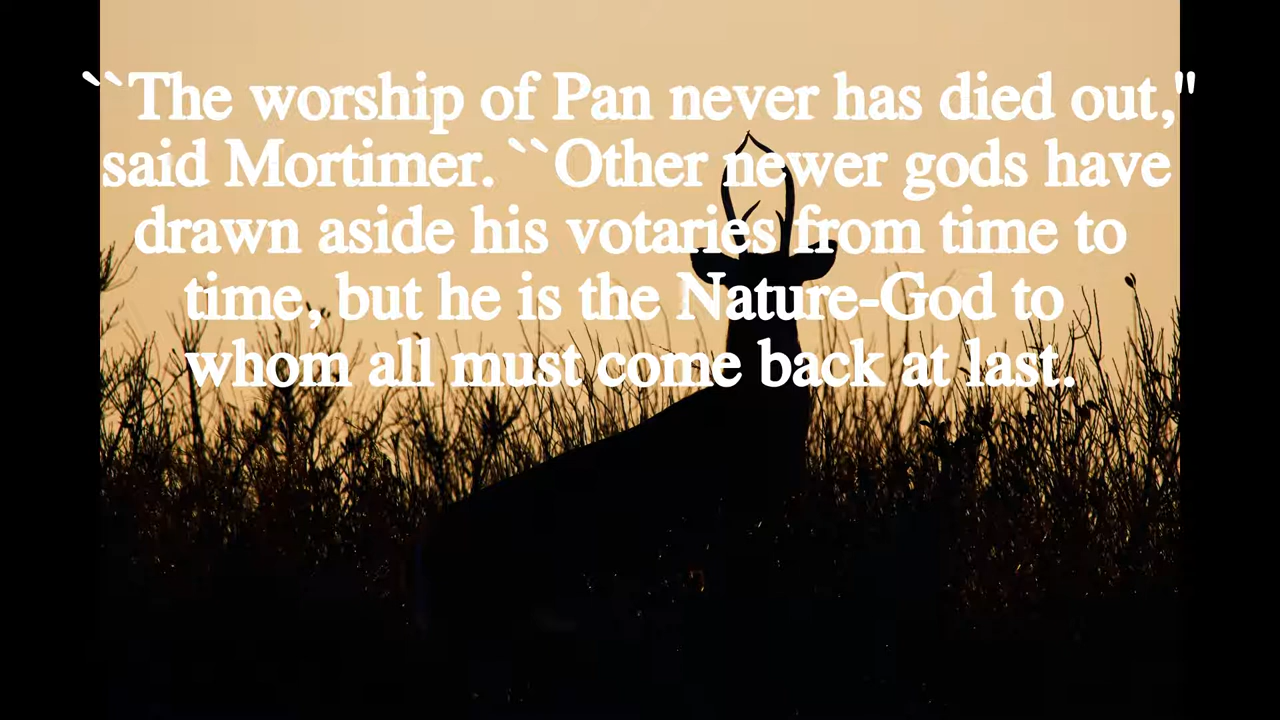 ``The worship of Pan never has died out,"
said Mortimer. ``Other newer gods have
drawn aside his votaries from time to
time, but he is the Nature-God to
whom all must come back at last.